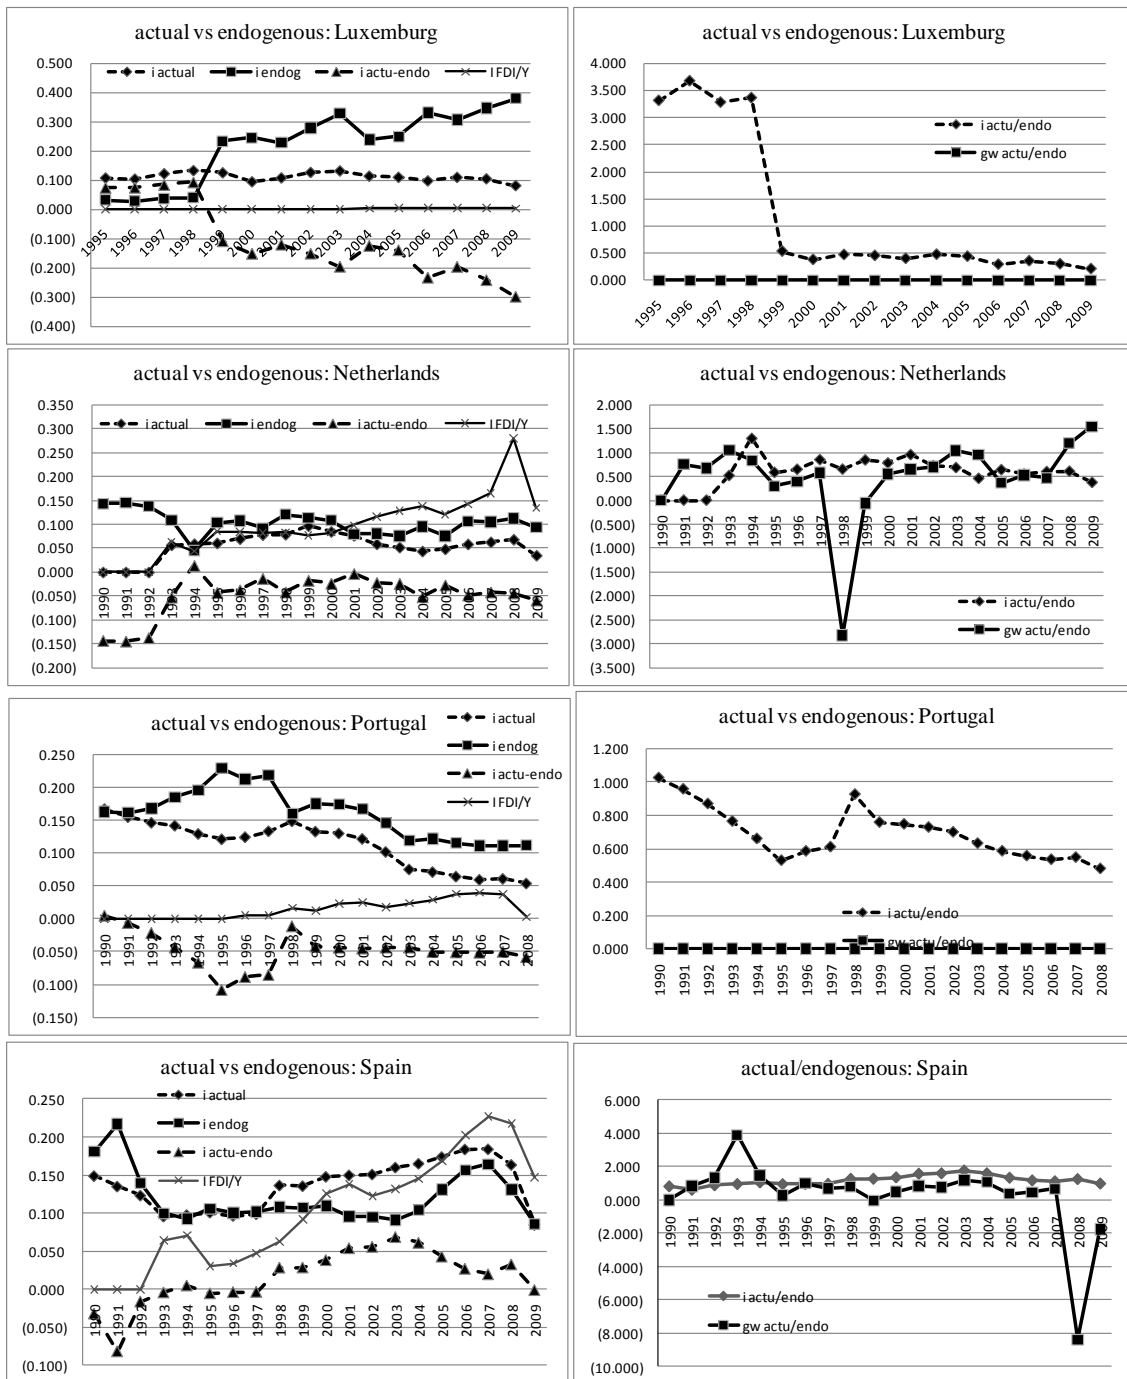 actual vs endogenous: Luxemburg
0.500
i actual i endog i actu-endo IFDI/Y
0.400
0.300
0.200
0.100
0.000
(0.100)
(0.200)
(0.300)
(0.400)
1995 1996 1997 1998 1999 2000 2001 2002 2003 2004 2005 2006 2007 2008 2009
actual vs endogenous: Luxemburg
4.000
3.500
3.000
2.500
2.000
1.500
1.000
0.500
0.000
i actu/endo
gw actu/endo
1995 1996 1997 1998 1999 2000 2001 2002 2003 2004 2005 2006 2007 2008 2009
actual vs endogenous: Netherlands
0.350
0.300
i actual i endog i actu-endo IFDI/Y
0.250
0.200
0.150
0.100
0.050
0.000
(0.050)
(0.100)
(0.150)
(0.200)
1990 1991 1992 1993 1994 1995 1996 1997 1998 1999 2000 2001 2002 2003 2004 2005 2006 2007 2008 2009
actual vs endogenous: Netherlands
2.000
1.500
1.000
0.500
0.000
(0.500)
(1.000)
(1.500)
(2.000)
(2.500)
(3.000)
(3.500)
1990 1991 1992 1993 1994 1995 1996 1997 1998 1999 2000 2001 2002 2003 2004 2005 2006 2007 2008 2009
i actu/endo
gw actu/endo
actual vs endogenous: Portugal
i actual
i endog
i actu-endo
IFDI/Y
0.250
0.200
0.150
0.100
0.050
0.000
(0.050)
(0.100)
(0.150)
1990 1991 1992 1993 1994 1995 1996 1997 1998 1999 2000 2001 2002 2003 2004 2005 2006 2007 2008
actual vs endogenous: Portugal
1.200
1.000
0.800
0.600
0.400
0.200
0.000
i actu/endo
gw actu/endo
1990 1991 1992 1993 1994 1995 1996 1997 1998 1999 2000 2001 2002 2003 2004 2005 2006 2007 2008
actual vs endogenous: Spain
i actual
i endog
i actu-endo
IFDI/Y
0.250
0.200
0.150
0.100
0.050
0.000
(0.050)
(0.100)
1990 1991 1992 1993 1994 1995 1996 1997 1998 1999 2000 2001 2002 2003 2004 2005 2006 2007 2008 2009
actual/endogenous: Spain
6.000
4.000
2.000
0.000
(2.000)
(4.000)
(6.000)
(8.000)
(10.000)
1990 1991 1992 1993 1994 1995 1996 1997 1998 1999 2000 2001 2002 2003 2004 2005 2006 2007 2008 2009
i actu/endo
gw actu/endo